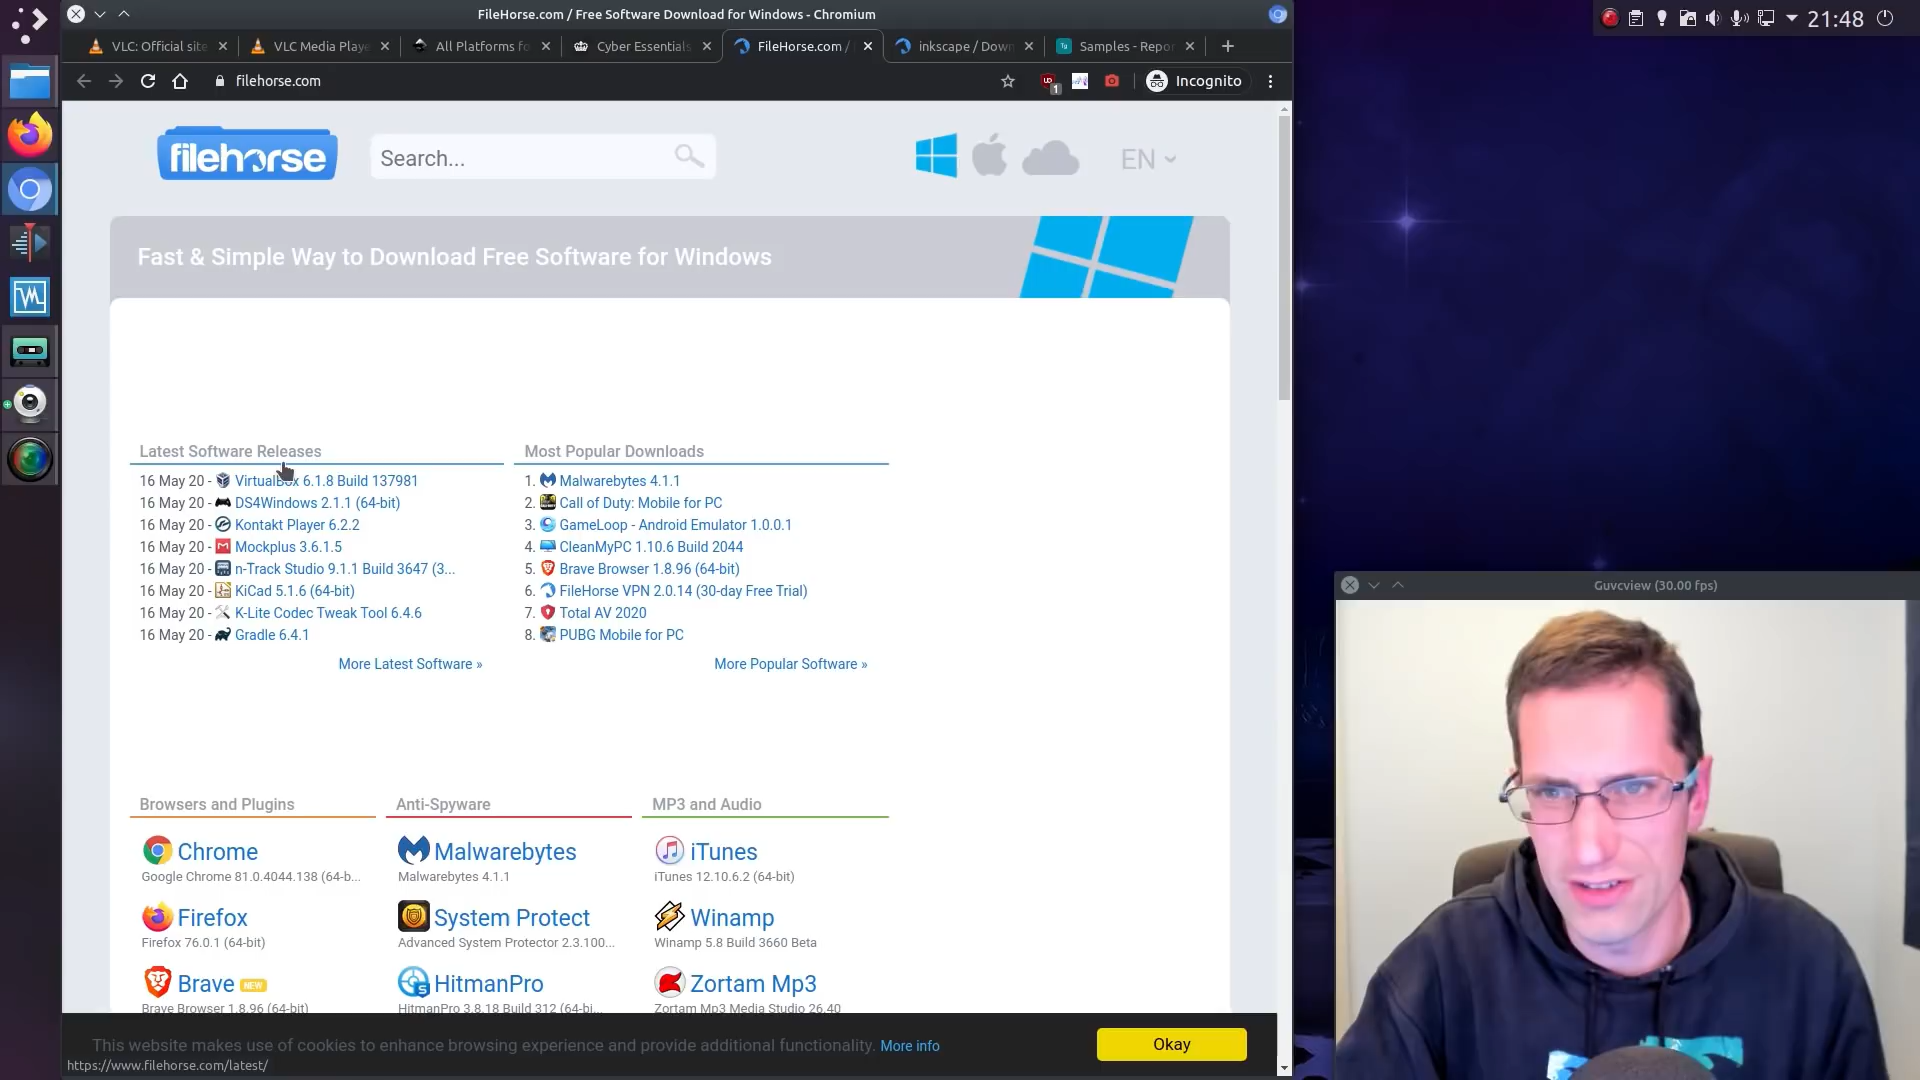 FileHorse.com / Free Software Download for Windows - Chromium
21:48
VLC: Official site
VLC Media Playe
All Platforms fo
Cyber Essentials
FileHorse.com /
inkscape / Down
Samples - Repor
filehorse.com
1
Incognito
filehorse
Search...
EN
Fast & Simple Way to Download Free Software for Windows
Latest Software Releases
16 May 20 - VirtualBox 6.1.8 Build 137981
16 May 20 - DS4Windows 2.1.1 (64-bit)
16 May 20 - Kontakt Player 6.2.2
16 May 20 - Mockplus 3.6.1.5
16 May 20 - n-Track Studio 9.1.1 Build 3647 (3...
16 May 20 - KiCad 5.1.6 (64-bit)
16 May 20 - K-Lite Codec Tweak Tool 6.4.6
16 May 20 - Gradle 6.4.1
More Latest Software »
Most Popular Downloads
1. Malwarebytes 4.1.1
2. Call of Duty: Mobile for PC
3. GameLoop - Android Emulator 1.0.0.1
4. CleanMyPC 1.10.6 Build 2044
5. Brave Browser 1.8.96 (64-bit)
6. FileHorse VPN 2.0.14 (30-day Free Trial)
7. Total AV 2020
8. PUBG Mobile for PC
More Popular Software »
Guvcview (30.00 fps)
Browsers and Plugins
Chrome
Google Chrome 81.0.4044.138 (64-b...
Firefox
Firefox 76.0.1 (64-bit)
Brave NEW
Brave Browser 1.8.96 (64-bit)
Anti-Spyware
Malwarebytes
Malwarebytes 4.1.1
System Protect
Advanced System Protector 2.3.100...
HitmanPro
HitmanPro 3.8.18 Build 312 (64-bi...
MP3 and Audio
iTunes
iTunes 12.10.6.2 (64-bit)
Winamp
Winamp 5.8 Build 3660 Beta
Zortam Mp3
Zortam Mp3 Media Studio 26.40
This website makes use of cookies to enhance browsing experience and provide additional functionality. More info
Okay
https://www.filehorse.com/latest/